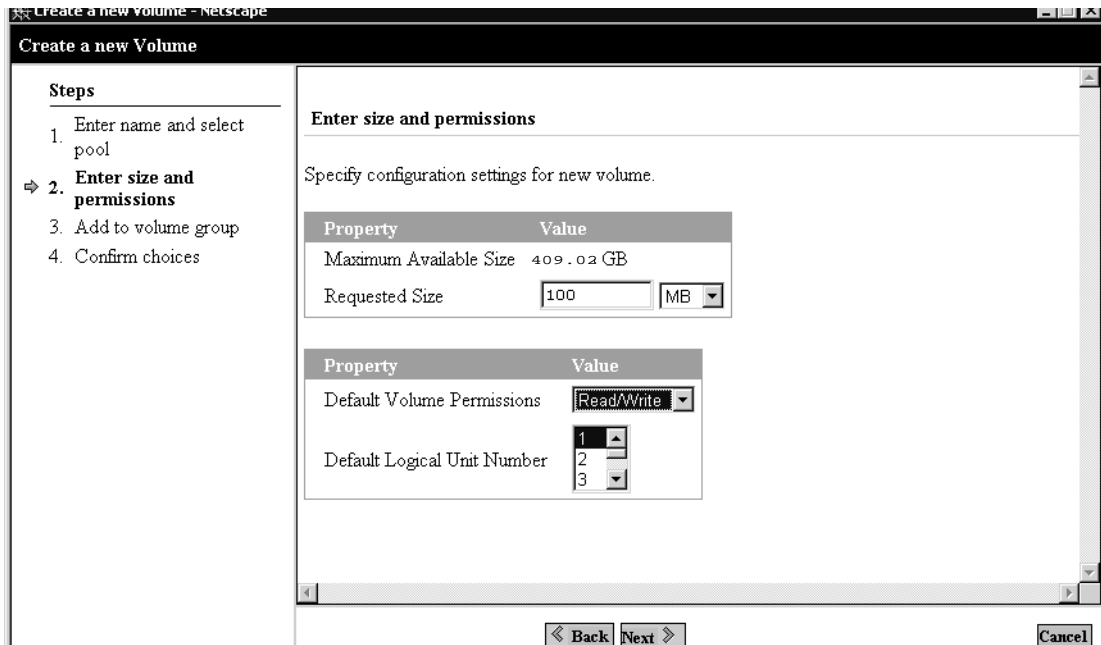 Create a new Volume - Netscape
Create a new Volume
Steps
1. Enter name and select
pool
2. Enter size and
permissions
3. Add to volume group
4. Confirm choices
Enter size and permissions
Specify configuration settings for new volume.
Property Value
Maximum Available Size 409.02 GB
Requested Size 100 MB
Property Value
Default Volume Permissions Read/Write
Default Logical Unit Number 1
2
3
Back Next Cancel